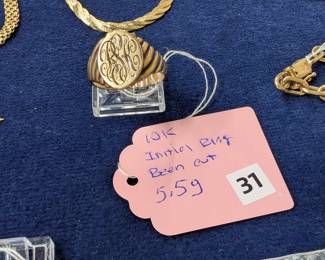 10K
Initial Ring
Been cut
5.5g
31